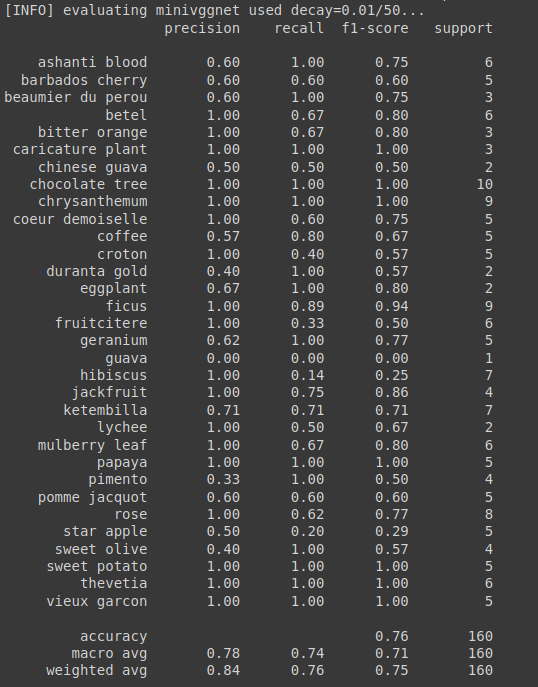 [INFO] evaluating minivggnet used decay=0.01/50...
precision recall f1-score support
ashanti blood 0.60 1.00 0.75 6
barbados cherry 0.60 0.60 0.60 5
beaumier du perou 0.60 1.00 0.75 3
betel 1.00 0.67 0.80 6
bitter orange 1.00 0.67 0.80 3
caricature plant 1.00 1.00 1.00 3
chinese guava 0.50 0.50 0.50 2
chocolate tree 1.00 1.00 1.00 10
chrysanthemum 1.00 1.00 1.00 9
coeur demoiselle 1.00 0.60 0.75 5
coffee 0.57 0.80 0.67 5
croton 1.00 0.40 0.57 5
duranta gold 0.40 1.00 0.57 2
eggplant 0.67 1.00 0.80 2
ficus 1.00 0.89 0.94 9
fruitcitere 1.00 0.33 0.50 6
geranium 0.62 1.00 0.77 5
guava 0.00 0.00 0.00 1
hibiscus 1.00 0.14 0.25 7
jackfruit 1.00 0.75 0.86 4
ketembilla 0.71 0.71 0.71 7
lychee 1.00 0.50 0.67 2
mulberry leaf 1.00 0.67 0.80 6
papaya 1.00 1.00 1.00 5
pimento 0.33 1.00 0.50 4
pomme jacquot 0.60 0.60 0.60 5
rose 1.00 0.62 0.77 8
star apple 0.50 0.20 0.29 5
sweet olive 0.40 1.00 0.57 4
sweet potato 1.00 1.00 1.00 5
thevetia 1.00 1.00 1.00 6
vieux garcon 1.00 1.00 1.00 5
accuracy 0.76 160
macro avg 0.78 0.74 0.71 160
weighted avg 0.84 0.76 0.75 160